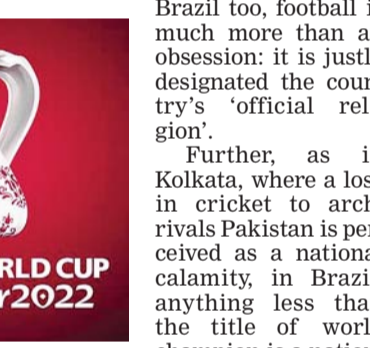 RLD CUP
r2022
Brazil too, football i
much more than a
obsession: it is justl
designated the coun
try's 'official rel
gion'.
Further, as i
Kolkata, where a los
in cricket to arch
rivals Pakistan is per
ceived as a nationa
calamity, in Brazi
anything less tha
the title of worl